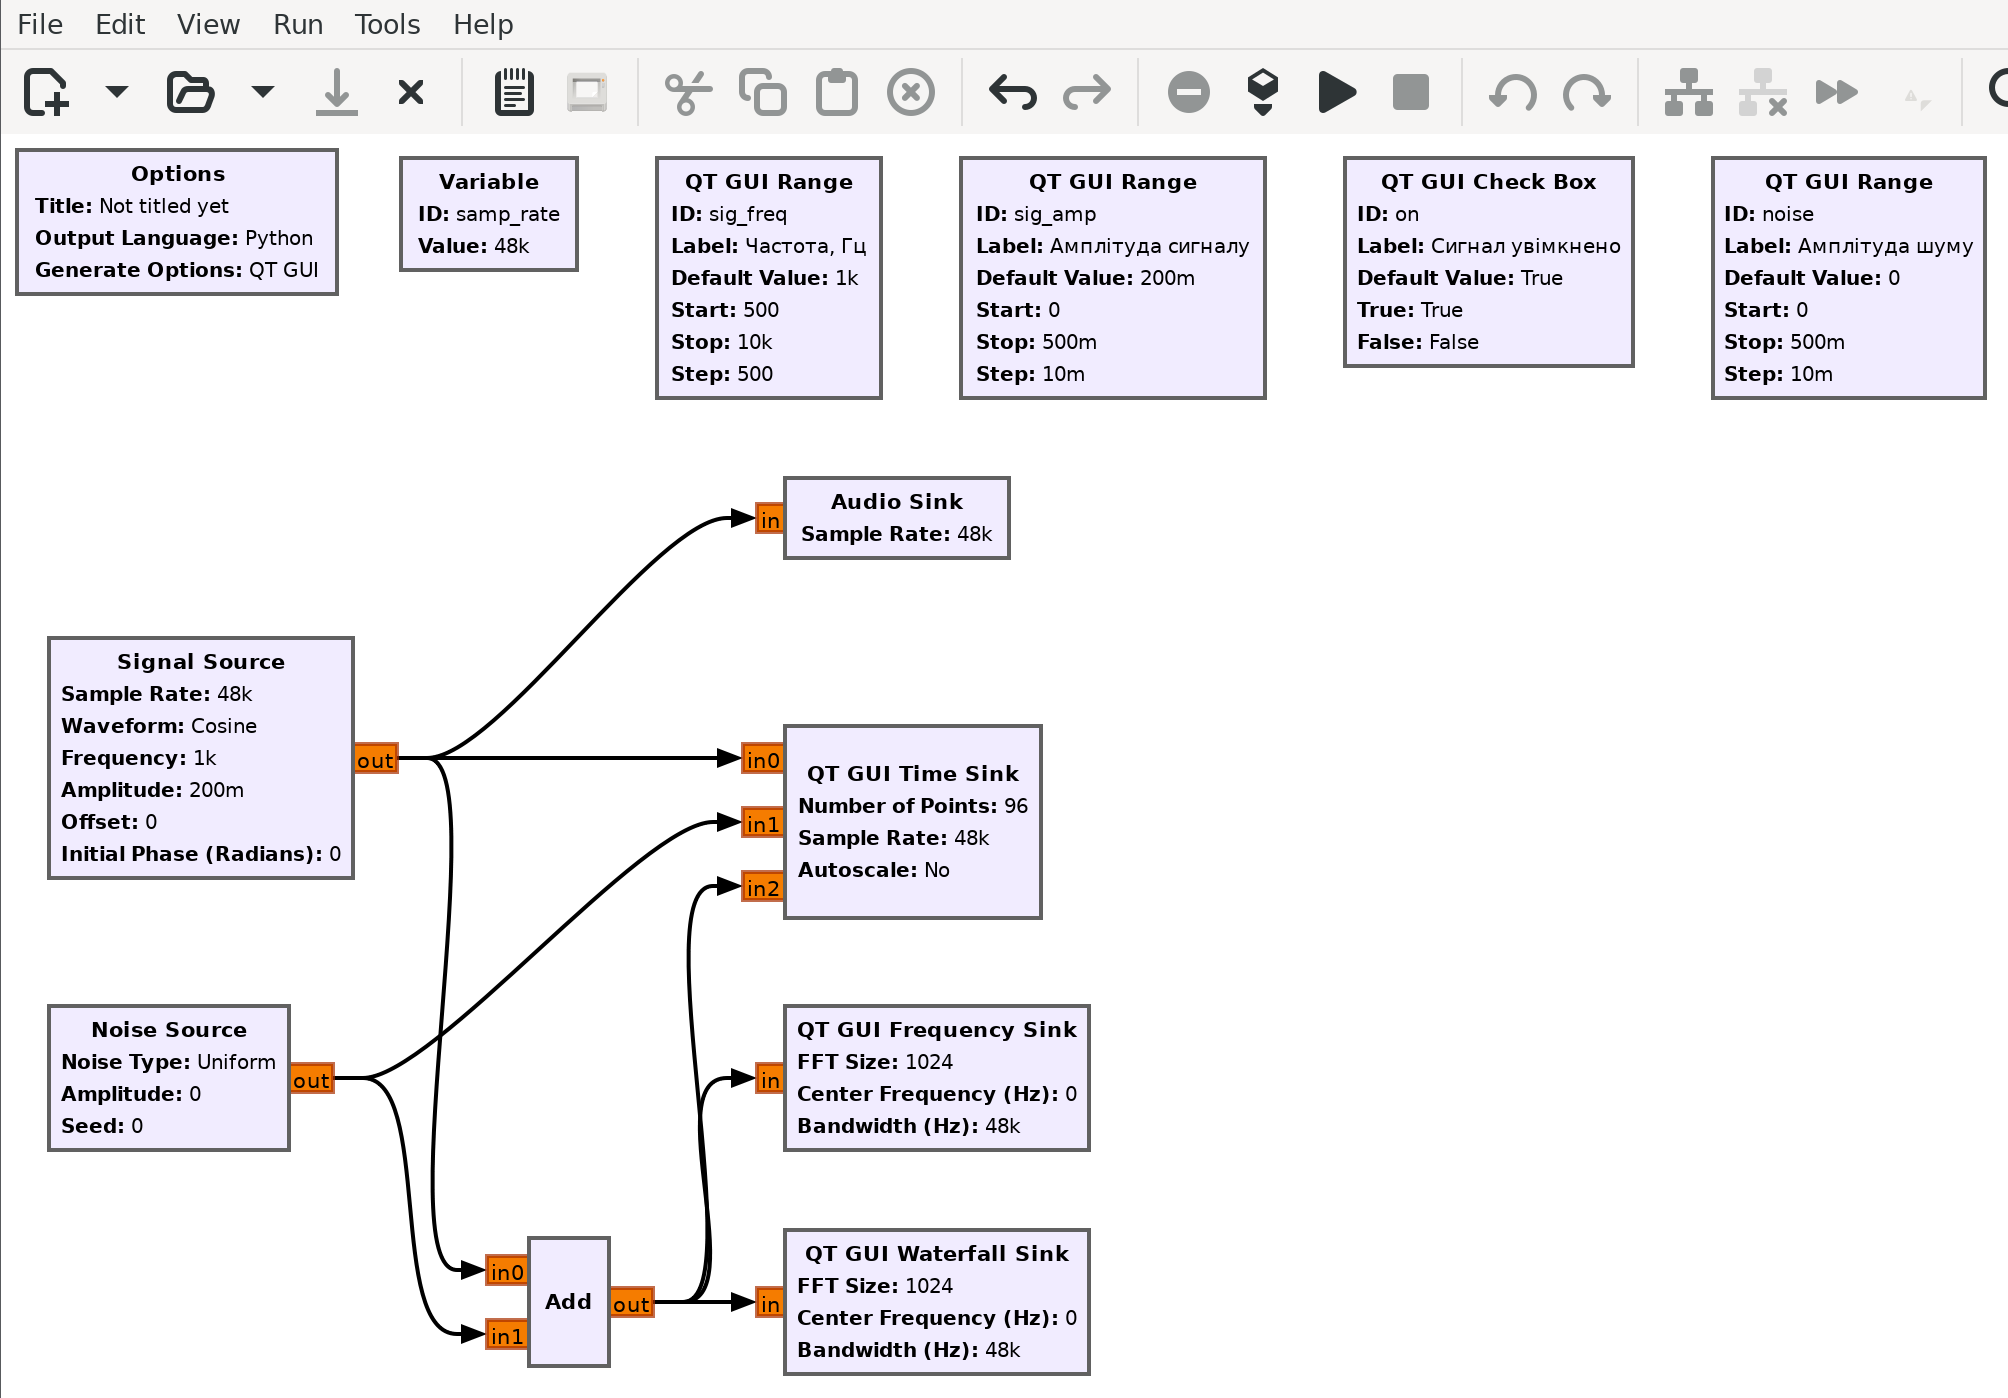 File Edit View Run Tools Help
Options
Title: Not titled yet
Output Language: Python
Generate Options: QT GUI
Variable
ID: samp_rate
Value: 48k
QT GUI Range
ID: sig_freq
Label: Частота, Гц
Default Value: 1k
Start: 500
Stop: 10k
Step: 500
QT GUI Range
ID: sig_amp
Label: Амплітуда сигналу
Default Value: 200m
Start: 0
Stop: 500m
Step: 10m
QT GUI Check Box
ID: on
Label: Сигнал увімкнено
Default Value: True
True: True
False: False
QT GUI Range
ID: noise
Label: Амплітуда шуму
Default Value: 0
Start: 0
Stop: 500m
Step: 10m
in
Audio Sink
Sample Rate: 48k
Signal Source
Sample Rate: 48k
Waveform: Cosine
Frequency: 1k
Amplitude: 200m
Offset: 0
Initial Phase (Radians): 0
out
in0
in1
in2
QT GUI Time Sink
Number of Points: 96
Sample Rate: 48k
Autoscale: No
Noise Source
Noise Type: Uniform
Amplitude: 0
Seed: 0
out
in
QT GUI Frequency Sink
FFT Size: 1024
Center Frequency (Hz): 0
Bandwidth (Hz): 48k
in0
in1
Add
out
in
QT GUI Waterfall Sink
FFT Size: 1024
Center Frequency (Hz): 0
Bandwidth (Hz): 48k